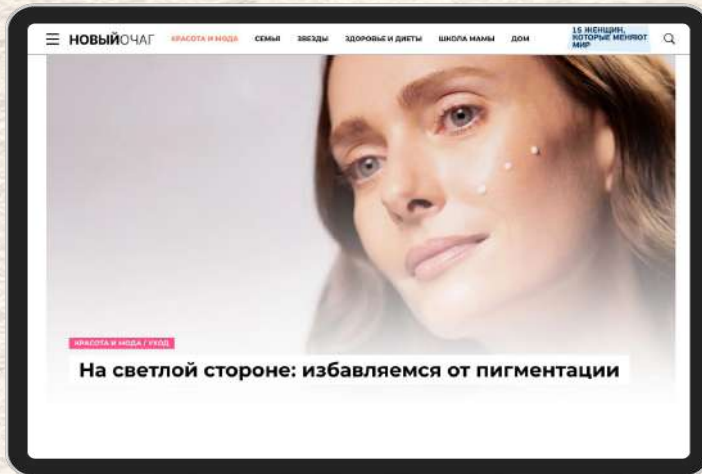 НОВЫЙОЧАГ КРАСОТА И МОДА СЕМЬЯ ЗВЕЗДЫ ЗДОРОВЬЕ И ДИЕТЫ ШКОЛА МАМЫ ДОМ
15 ЖЕНЩИН,
КОТОРЫЕ МЕНЯЮТ
МИР
КРАСОТА И МОДА / УХОД
На светлой стороне: избавляемся от пигментации